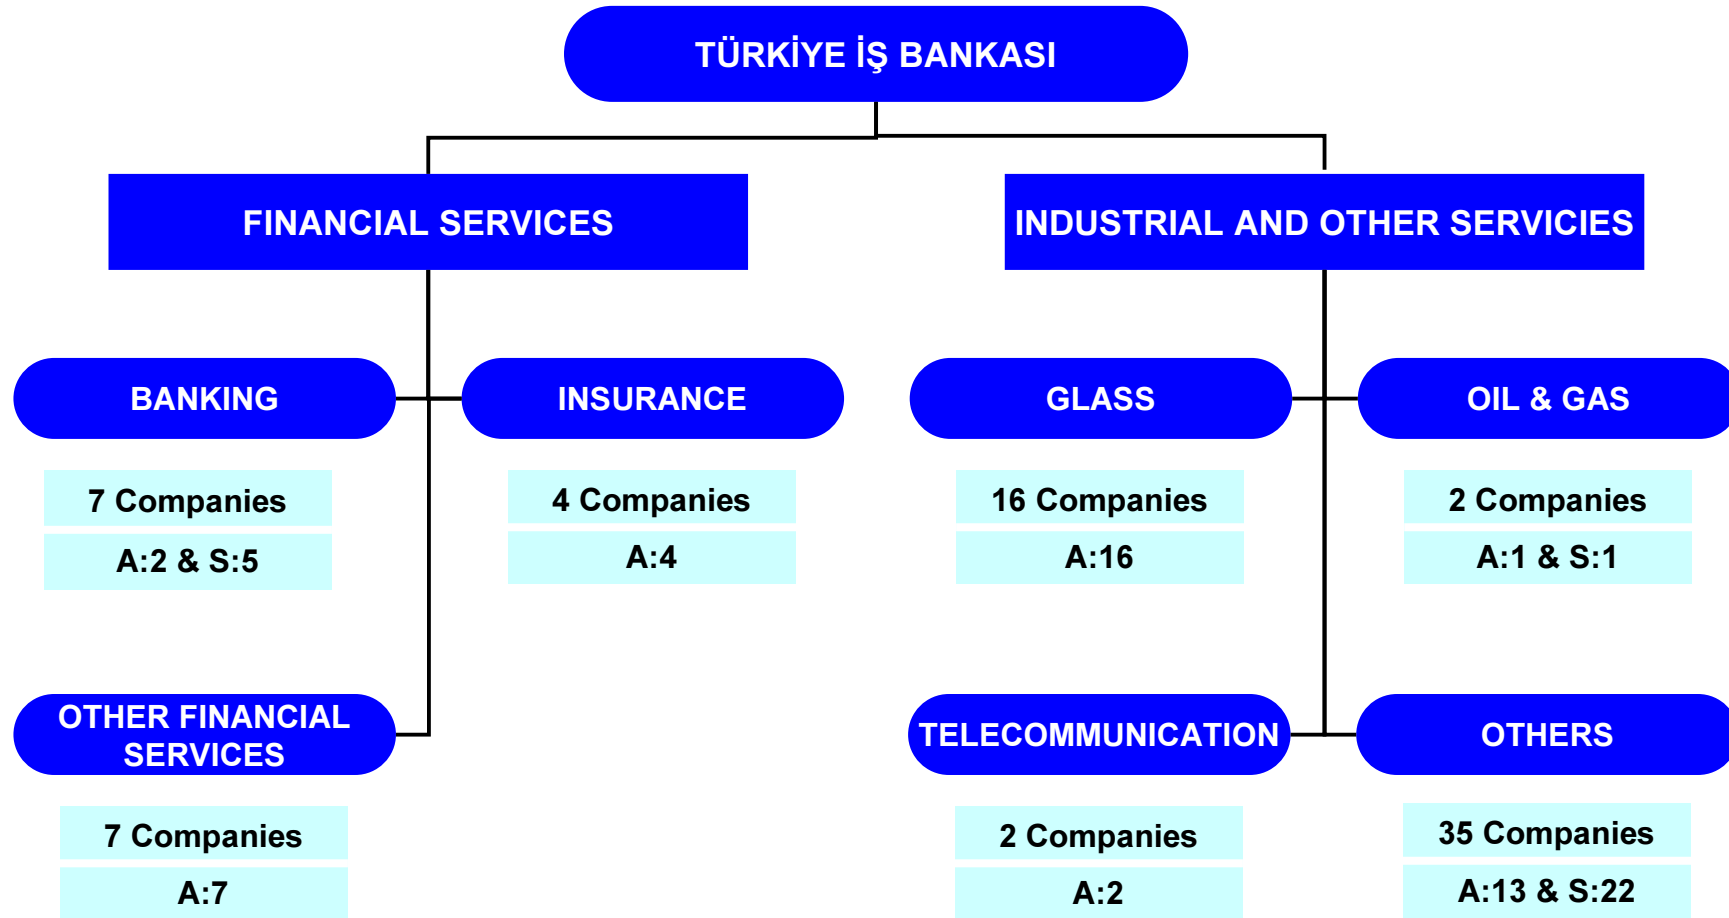 TÜRKİYE İŞ BANKASI
FINANCIAL SERVICES
INDUSTRIAL AND OTHER SERVICIES
BANKING
INSURANCE
GLASS
OIL & GAS
7 Companies
A:2 & S:5
4 Companies
A:4
16 Companies
A:16
2 Companies
A:1 & S:1
OTHER FINANCIAL
SERVICES
TELECOMMUNICATION
OTHERS
7 Companies
A:7
2 Companies
A:2
35 Companies
A:13 & S:22